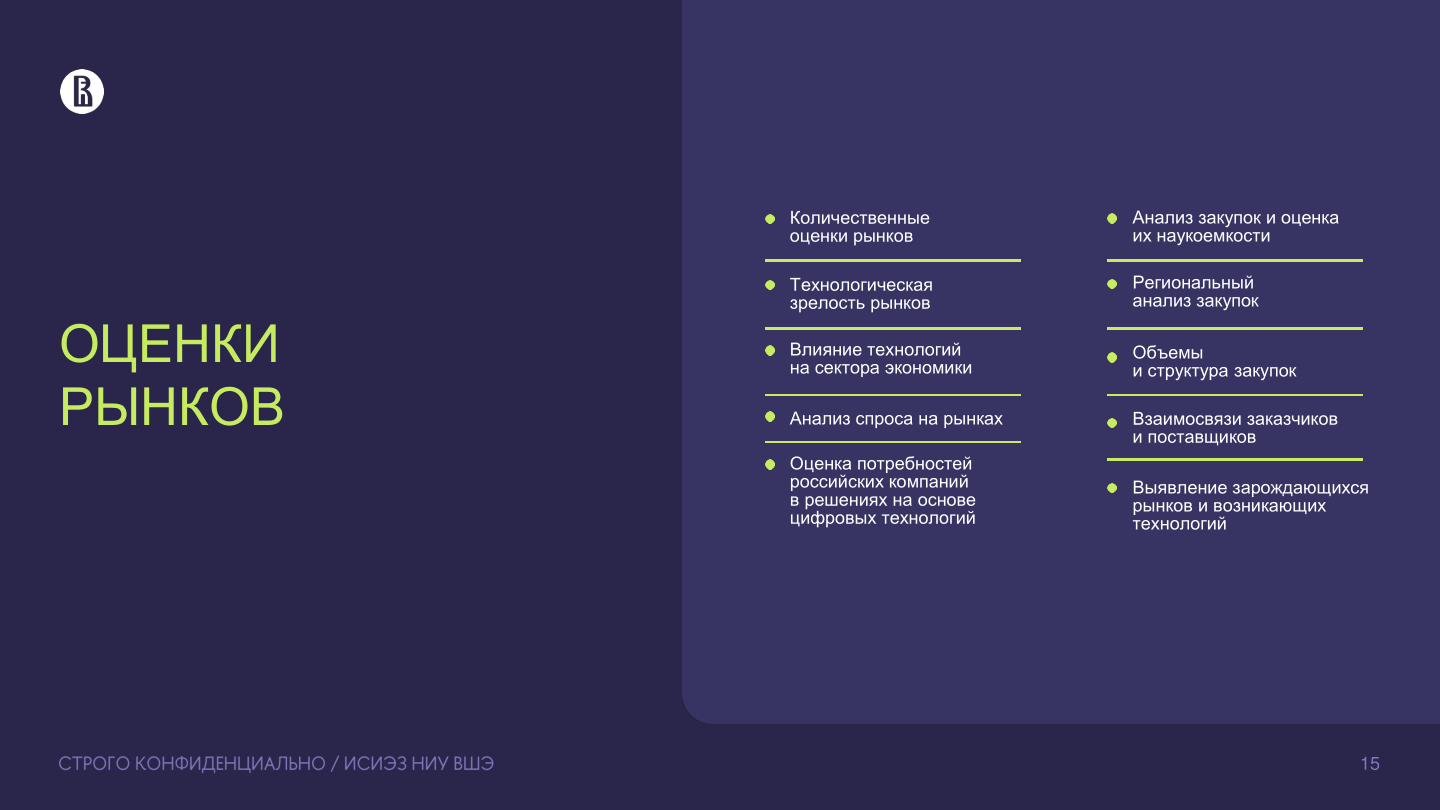 ОЦЕНКИ
РЫНКОВ
Количественные
оценки рынков
Технологическая
зрелость рынков
Влияние технологий
на сектора экономики
Анализ спроса на рынках
Оценка потребностей
российских компаний
в решениях на основе
цифровых технологий
Анализ закупок и оценка
их наукоемкости
Региональный
анализ закупок
Объемы
и структура закупок
Взаимосвязи заказчиков
и поставщиков
Выявление зарождающихся
рынков и возникающих
технологий
СТРОГО КОНФИДЕНЦИАЛЬНО / ИСИЭЗ НИУ ВШЭ
15